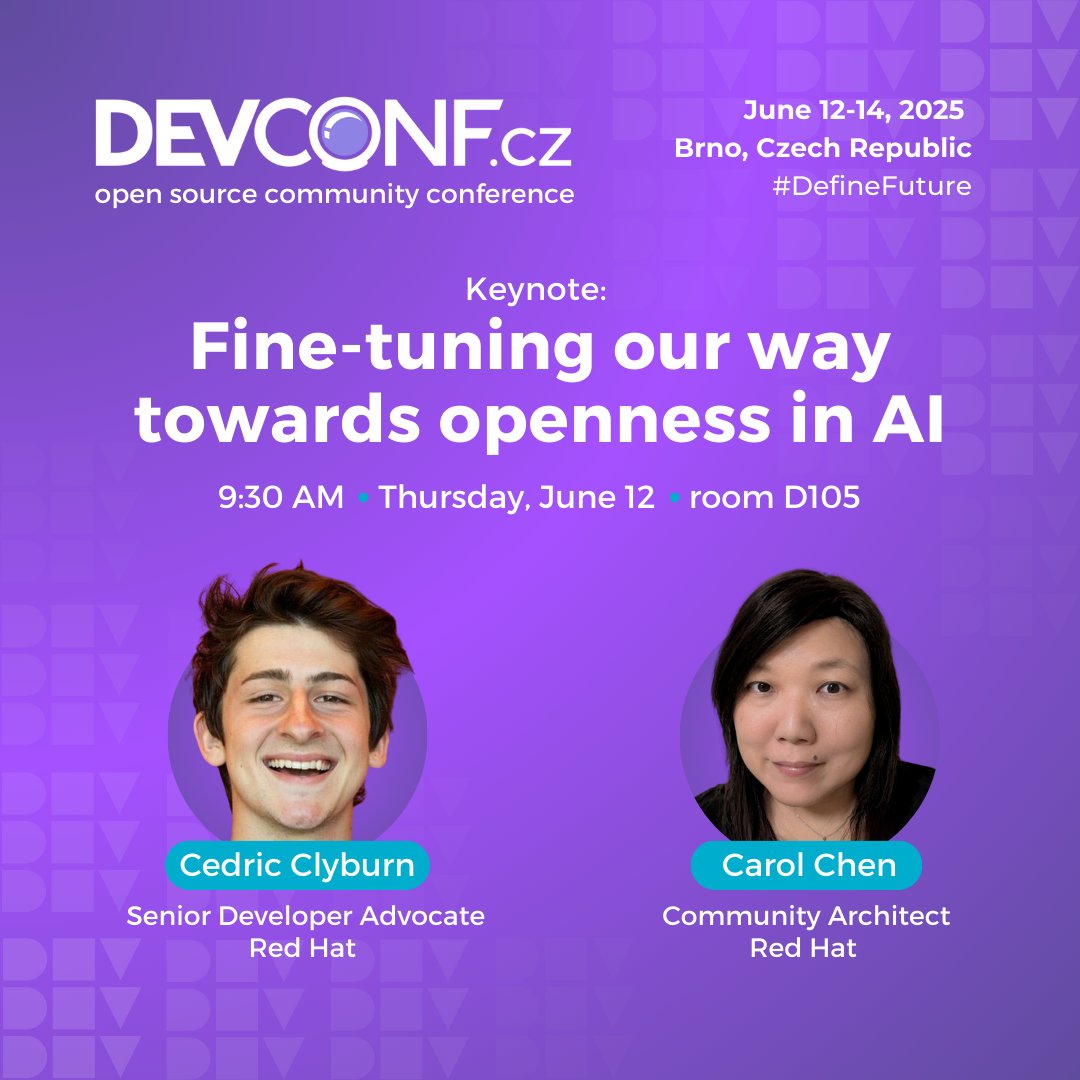 DEVCONF.cz
open source community conference
June 12-14, 2025
Brno, Czech Republic
#DefineFuture
Keynote:
Fine-tuning our way
towards openness in AI
9:30 AM • Thursday, June 12 • room D105
Cedric Clyburn
Senior Developer Advocate
Red Hat
Carol Chen
Community Architect
Red Hat